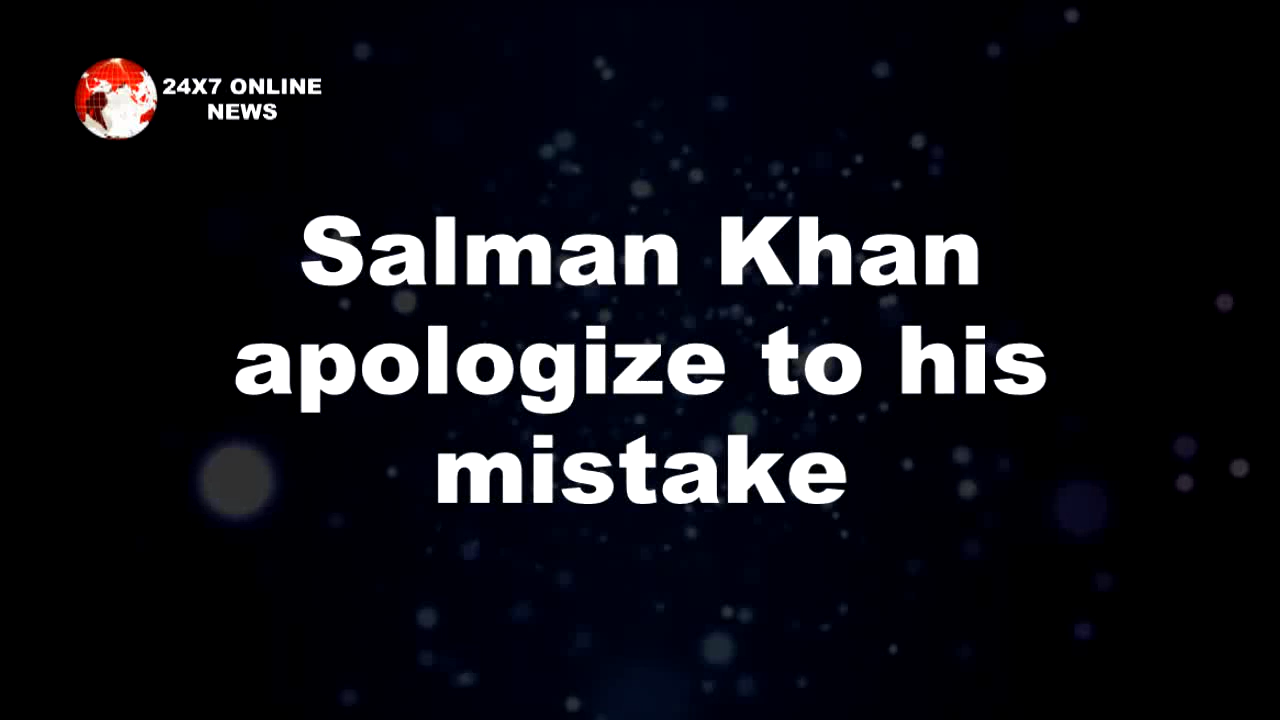 24X7 ONLINE
NEWS
Salman Khan
apologize to his
mistake